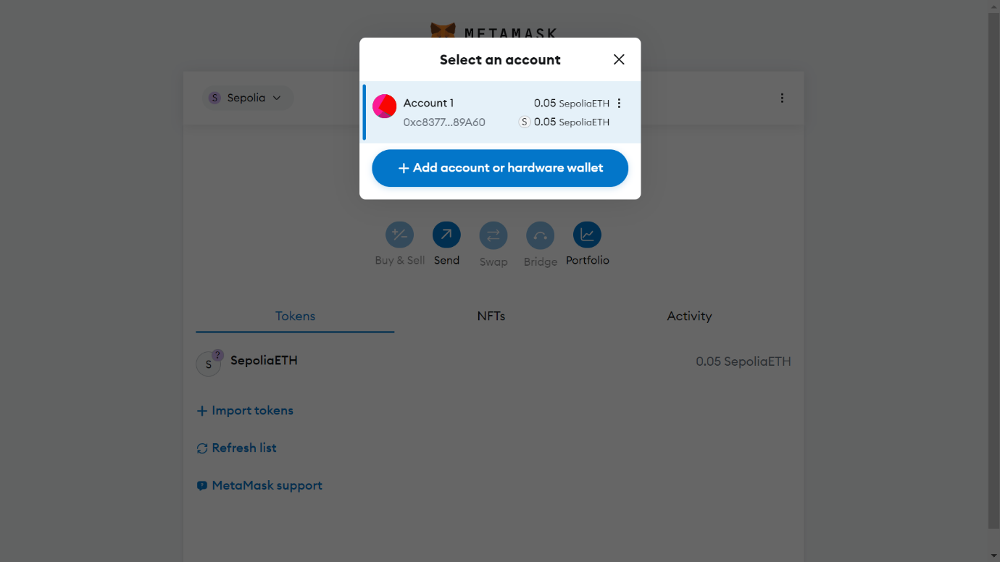 METAMASK
Select an account
S Sepolia
Account 1
0.05 SepoliaETH
0xc8377...89A60
S 0.05 SepoliaETH
+ Add account or hardware wallet
Buy & Sell
Send
Swap
Bridge
Portfolio
Tokens
NFTs
Activity
S ? SepoliaETH
0.05 SepoliaETH
+ Import tokens
Refresh list
MetaMask support